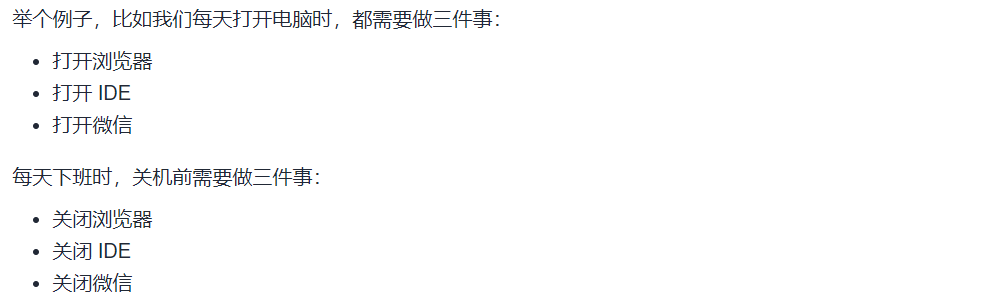 举个例子，比如我们每天打开电脑时，都需要做三件事：
• 打开浏览器
• 打开 IDE
• 打开微信
每天下班时，关机前需要做三件事：
• 关闭浏览器
• 关闭 IDE
• 关闭微信